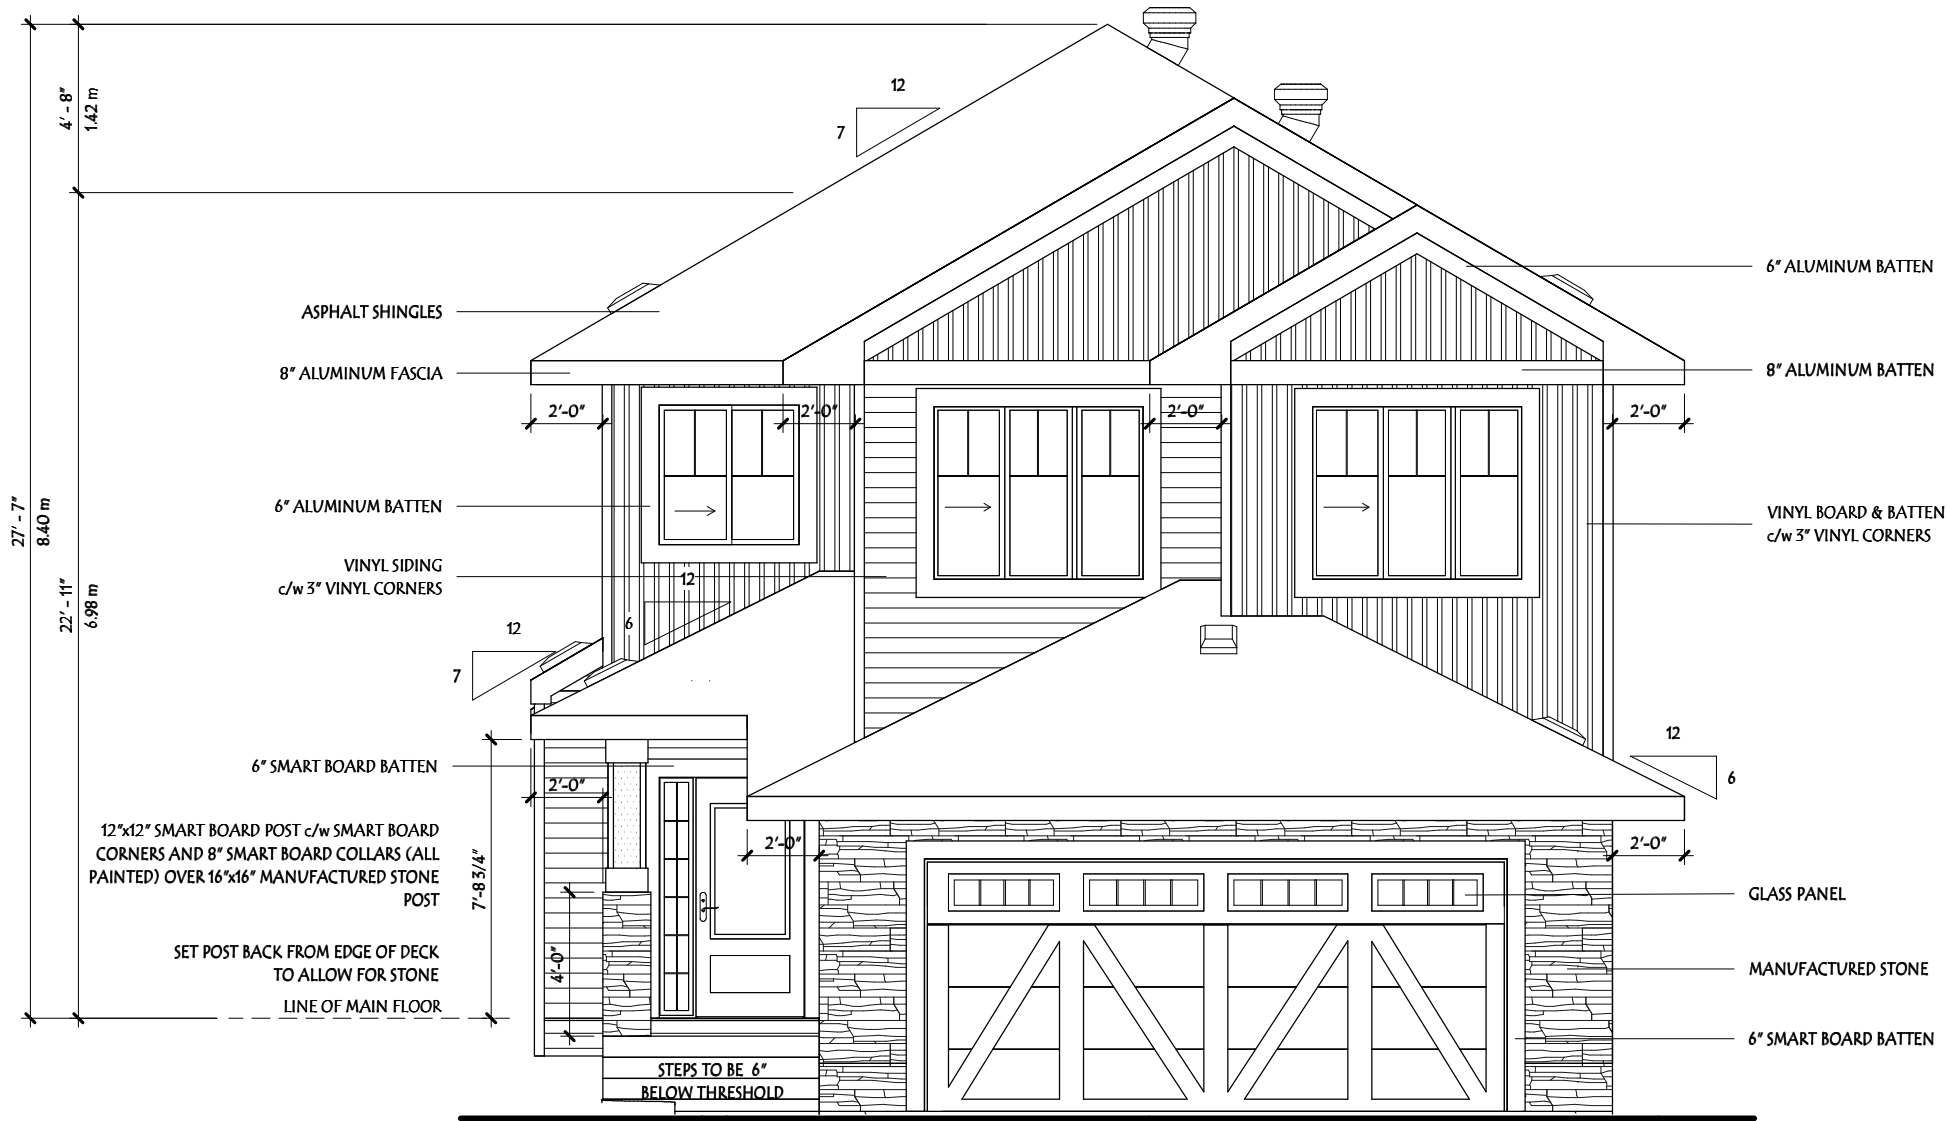 12
7
4' - 8"
1.42 m
27' - 7"
8.40 m
22' - 11"
6.98 m
ASPHALT SHINGLES
8" ALUMINUM FASCIA
6" ALUMINUM BATTEN
8" ALUMINUM BATTEN
2'-0"
2'-0"
2'-0"
2'-0"
6" ALUMINUM BATTEN
VINYL BOARD & BATTEN
c/w 3" VINYL CORNERS
VINYL SIDING
c/w 3" VINYL CORNERS
12
6
12
7
12
6
6" SMART BOARD BATTEN
2'-0"
2'-0"
2'-0"
12"x12" SMART BOARD POST c/w SMART BOARD
CORNERS AND 8" SMART BOARD COLLARS (ALL
PAINTED) OVER 16"x16" MANUFACTURED STONE
POST
7'-8 3/4"
4'-0"
SET POST BACK FROM EDGE OF DECK
TO ALLOW FOR STONE
LINE OF MAIN FLOOR
GLASS PANEL
MANUFACTURED STONE
6" SMART BOARD BATTEN
STEPS TO BE 6"
BELOW THRESHOLD